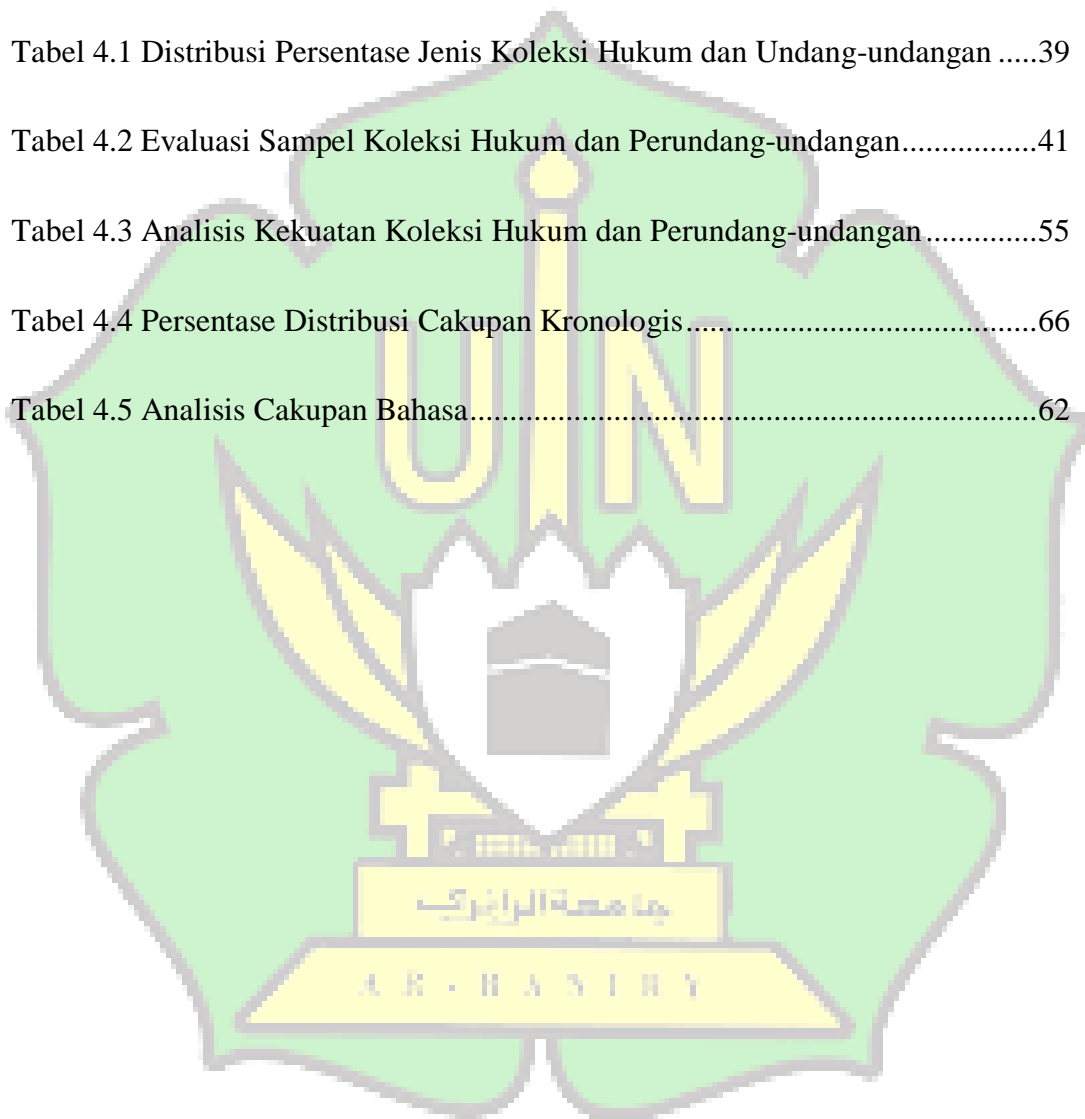 Tabel 4.1 Distribusi Persentase Jenis Koleksi Hukum dan Undang-undangan .....39
Tabel 4.2 Evaluasi Sampel Koleksi Hukum dan Perundang-undangan................41
Tabel 4.3 Analisis Kekuatan Koleksi Hukum dan Perundang-undangan..............55
Tabel 4.4 Persentase Distribusi Cakupan Kronologis.....................................66
Tabel 4.5 Analisis Cakupan Bahasa.............................................................62
UIN
جامعة الرانري
AR-RANIRY